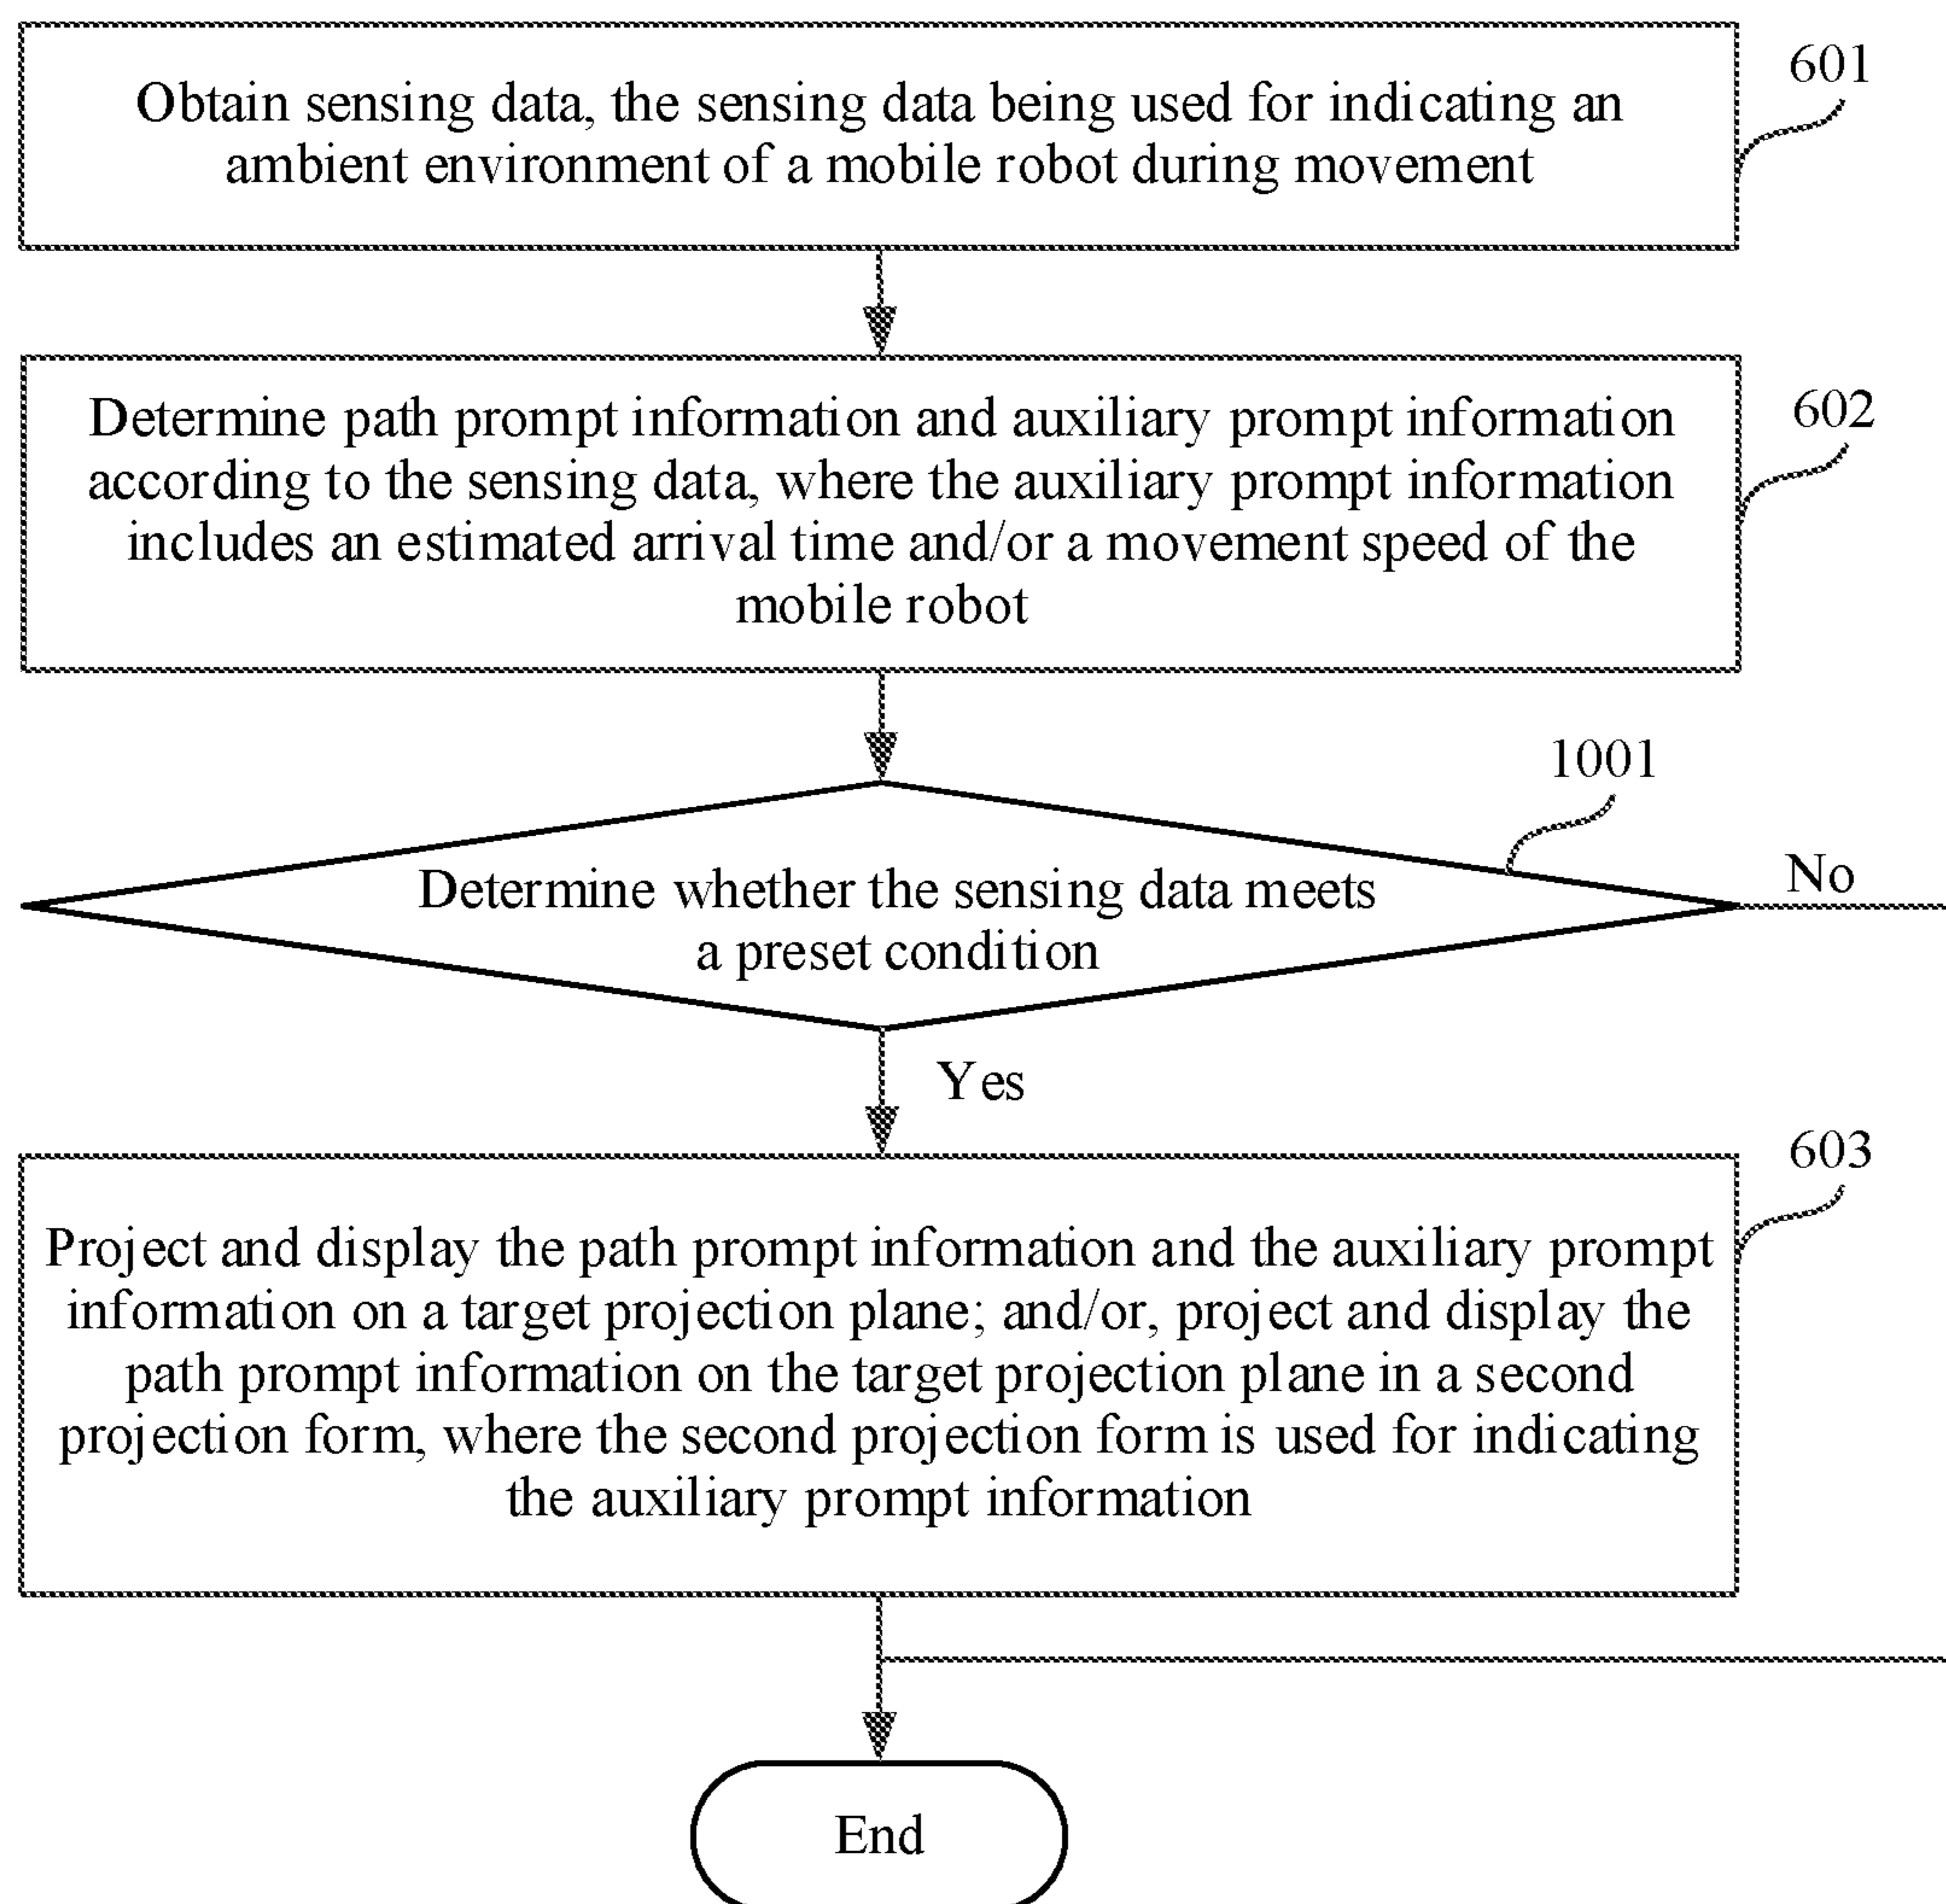 601
Obtain sensing data, the sensing data being used for indicating an
ambient environment of a mobile robot during movement
602
Determine path prompt information and auxiliary prompt information
according to the sensing data, where the auxiliary prompt information
includes an estimated arrival time and/or a movement speed of the
mobile robot
1001
No
Determine whether the sensing data meets
a preset condition
Yes
603
Project and display the path prompt information and the auxiliary prompt
information on a target projection plane; and/or, project and display the
path prompt information on the target projection plane in a second
projection form, where the second projection form is used for indicating
the auxiliary prompt information
End